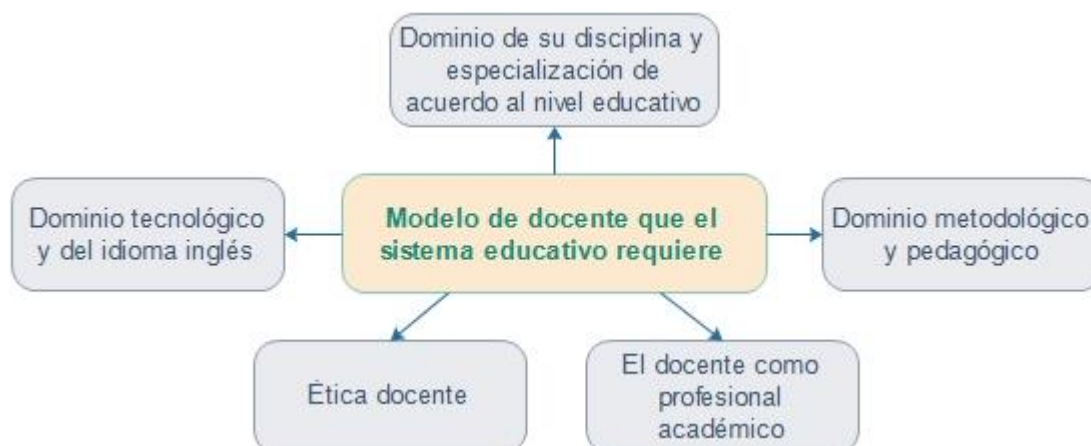 Dominio de su disciplina y
especialización de
acuerdo al nivel educativo
Dominio tecnológico
y del idioma inglés
Modelo de docente que el
sistema educativo requiere
Dominio metodológico
y pedagógico
Ética docente
El docente como
profesional
académico